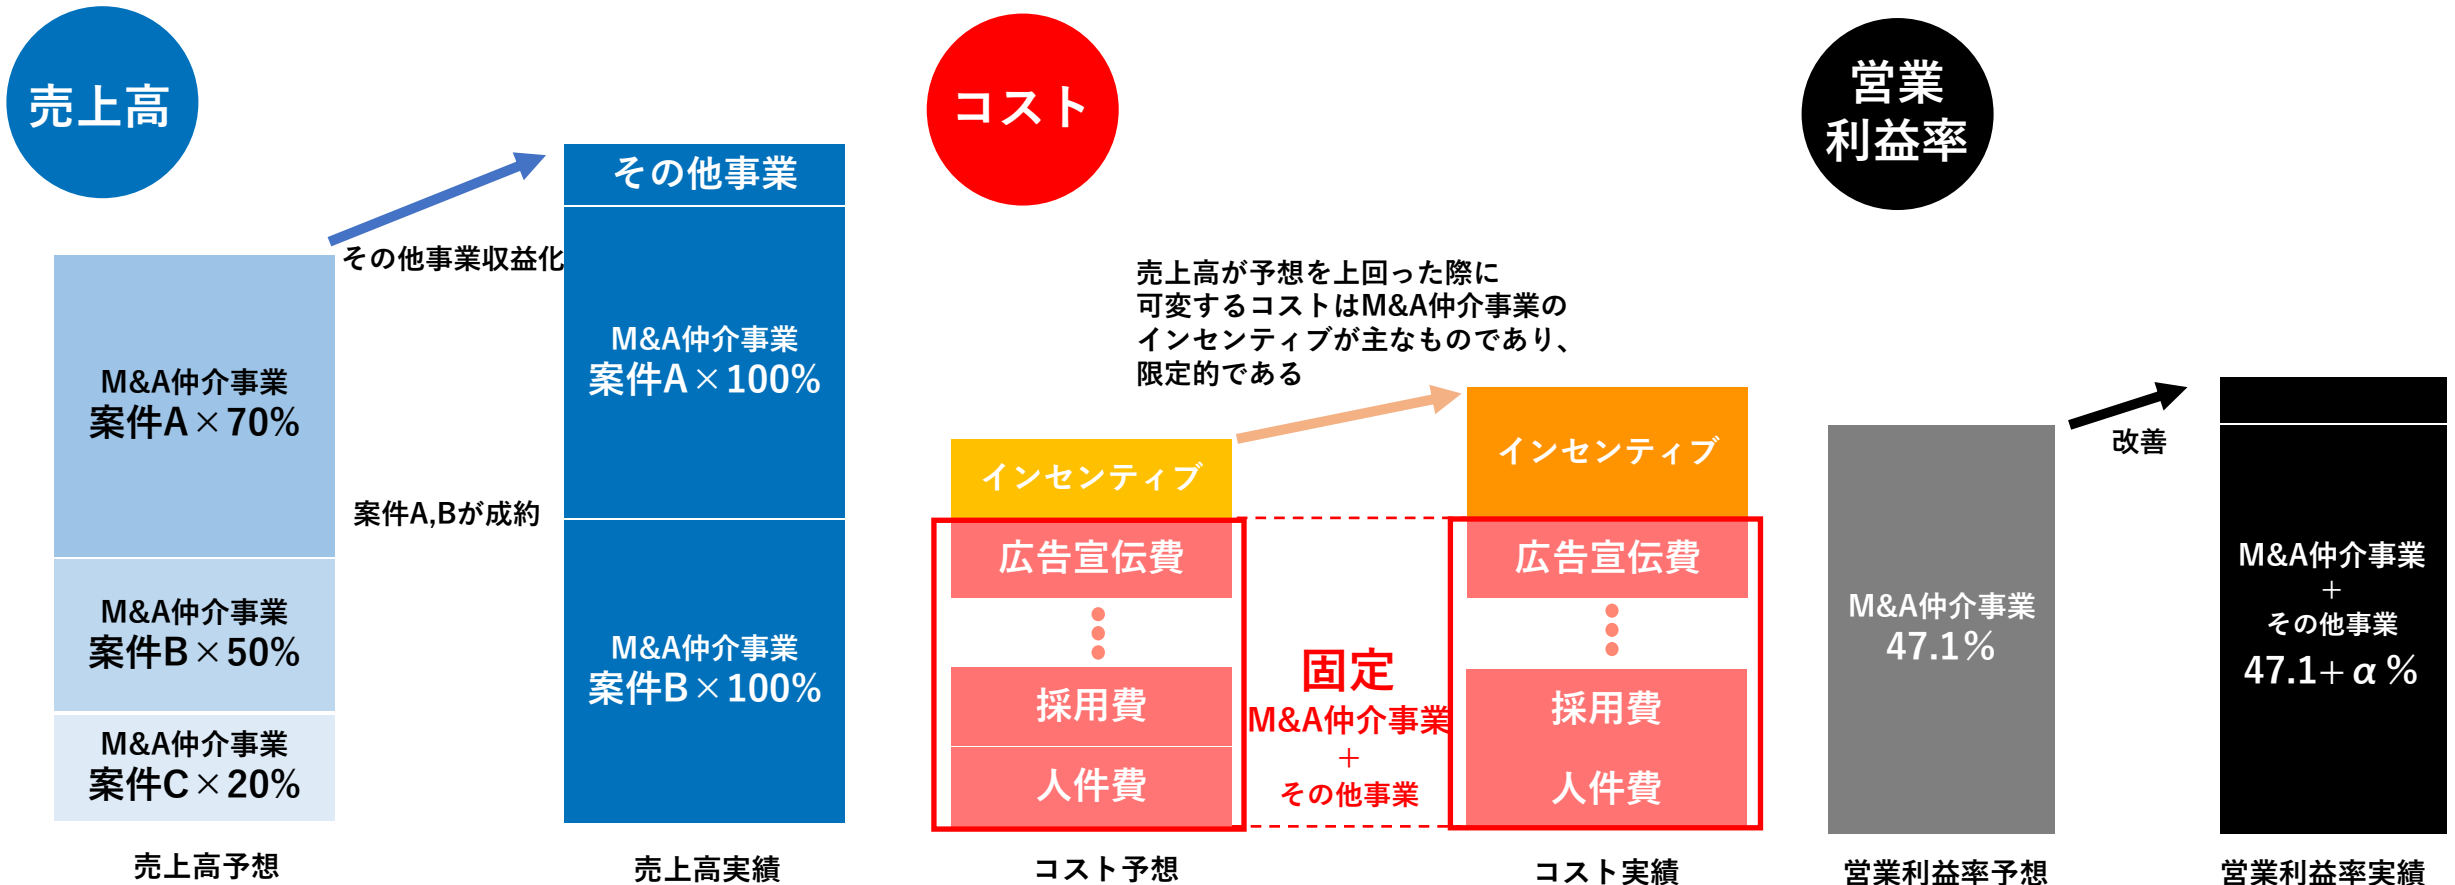 売上高
その他事業
その他事業収益化
M&A仲介事業
案件A×100%
M&A仲介事業
案件A×70%
案件A,Bが成約
M&A仲介事業
案件B×50%
M&A仲介事業
案件B×100%
M&A仲介事業
案件C×20%
売上高予想
売上高実績
コスト
売上高が予想を上回った際に
可変するコストはM&A仲介事業の
インセンティブが主なものであり、
限定的である
インセンティブ
インセンティブ
広告宣伝費
広告宣伝費
固定
M&A仲介事業
+
その他事業
採用費
採用費
人件費
人件費
コスト予想
コスト実績
営業
利益率
改善
M&A仲介事業
47.1%
M&A仲介事業
+
その他事業
47.1+α%
営業利益率予想
営業利益率実績